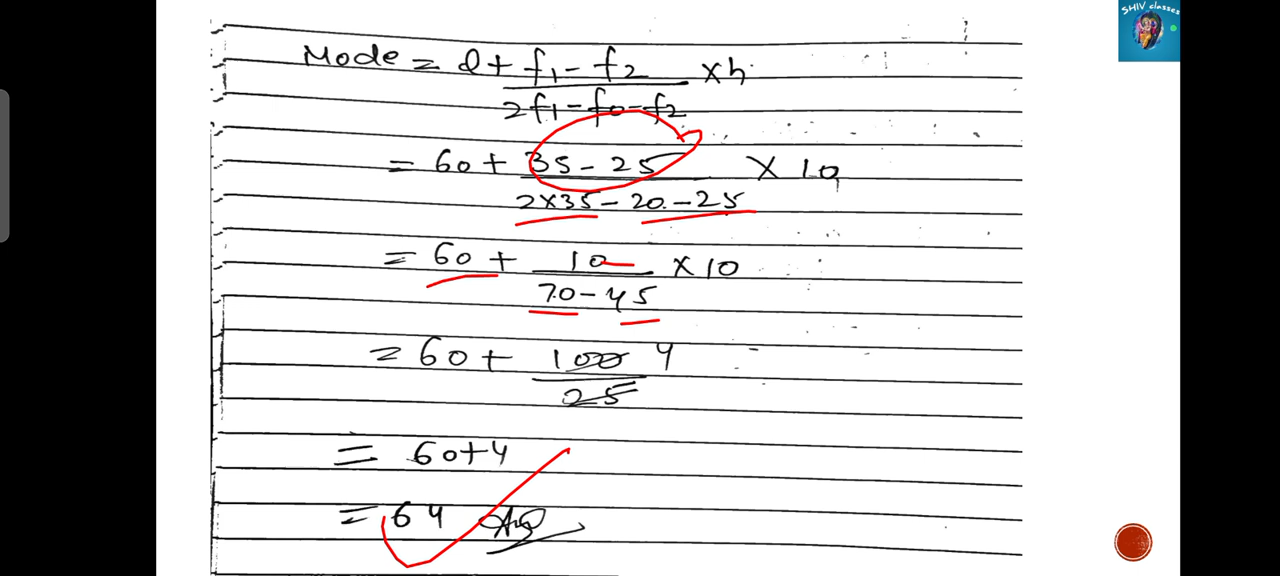 SHIV classes
Mode = l + f1 - f2 / 2f1 - f0 - f2 × h
= 60 + 35 - 25 / 2×35 - 20 - 25 × 10
= 60 + 10 / 70 - 45 × 10
= 60 + 100 / 25 4
= 60 + 4
= 64 Ans